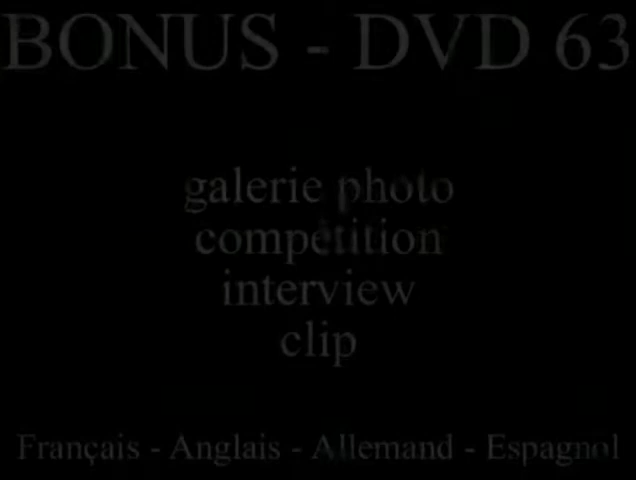 BONUS - DVD 63
galerie photo
compétition
interview
clip
Français - Anglais - Allemand - Espagnol